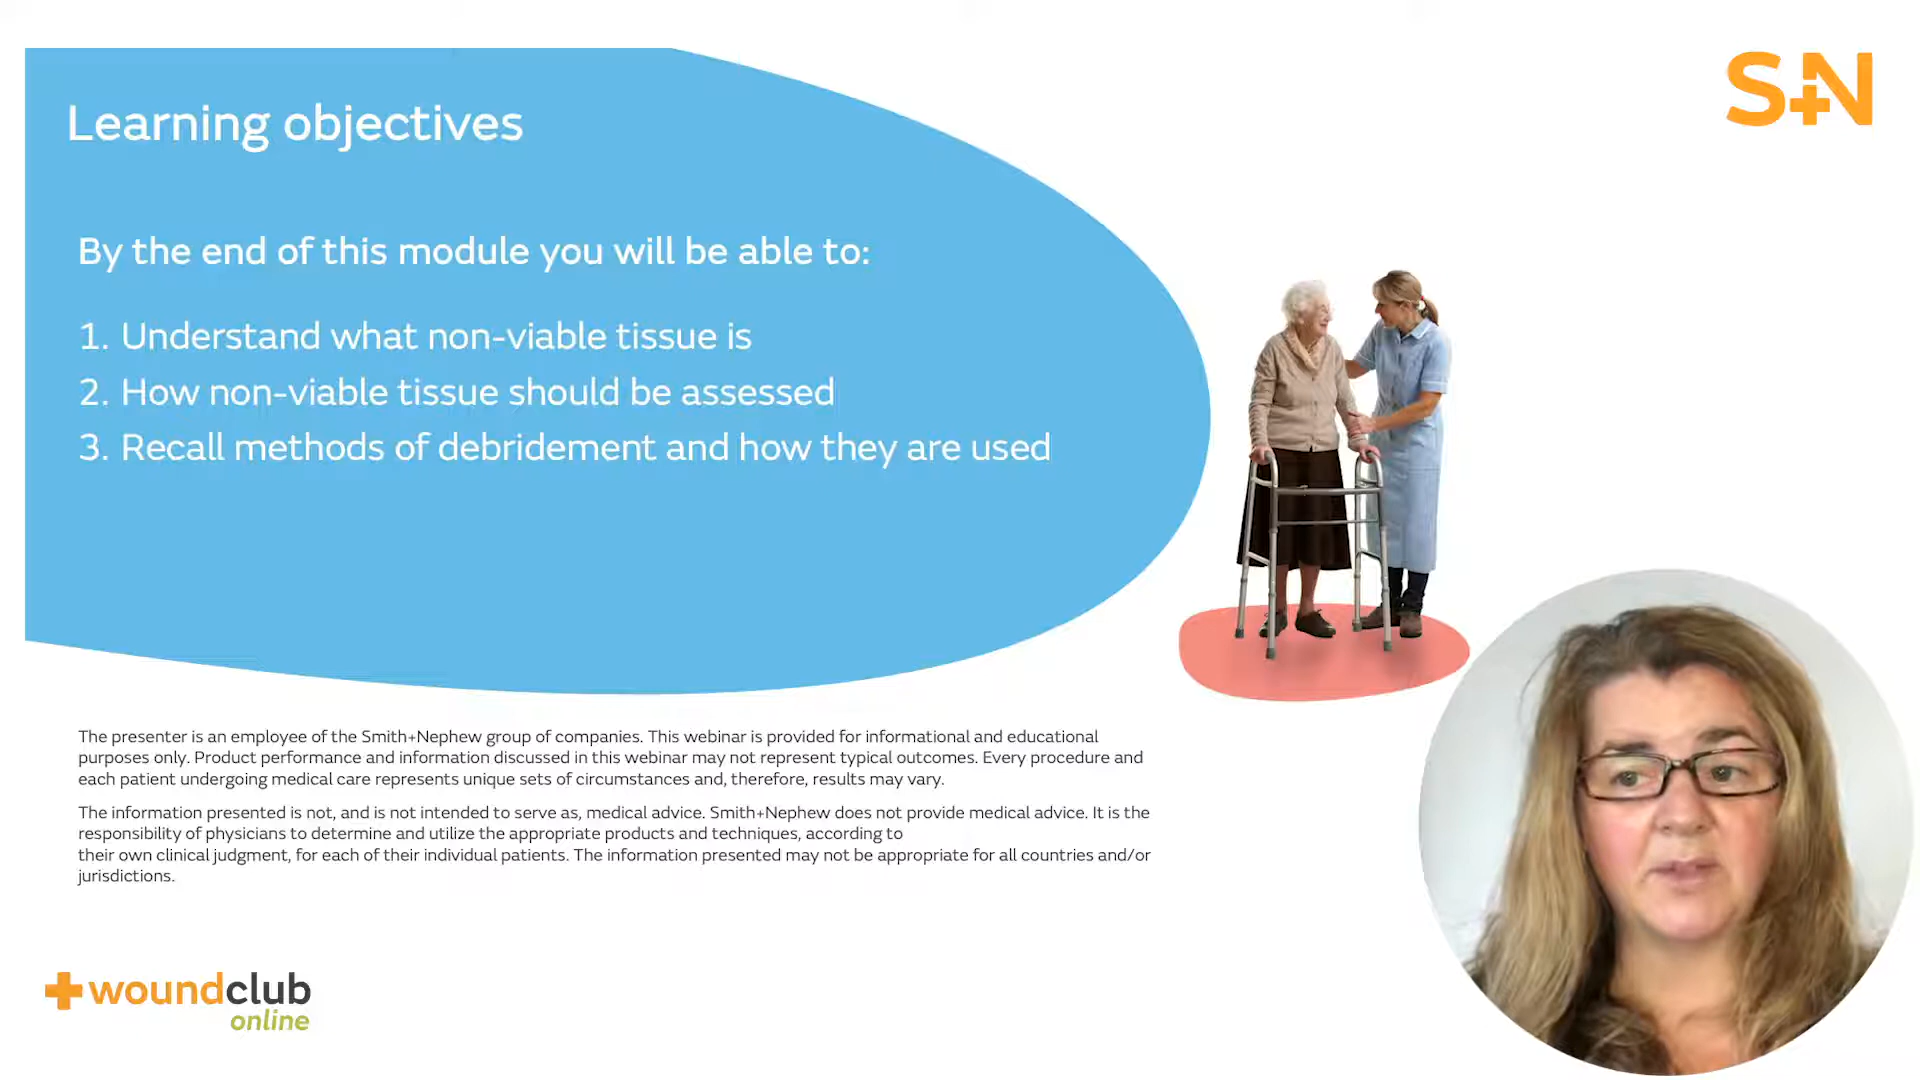 Learning objectives
S+N
By the end of this module you will be able to:
1. Understand what non-viable tissue is
2. How non-viable tissue should be assessed
3. Recall methods of debridement and how they are used
The presenter is an employee of the Smith+Nephew group of companies. This webinar is provided for informational and educational
purposes only. Product performance and information discussed in this webinar may not represent typical outcomes. Every procedure and
each patient undergoing medical care represents unique sets of circumstances and, therefore, results may vary.
The information presented is not, and is not intended to serve as, medical advice. Smith+Nephew does not provide medical advice. It is the
responsibility of physicians to determine and utilize the appropriate products and techniques, according to
their own clinical judgment, for each of their individual patients. The information presented may not be appropriate for all countries and/or
jurisdictions.
woundclub
online